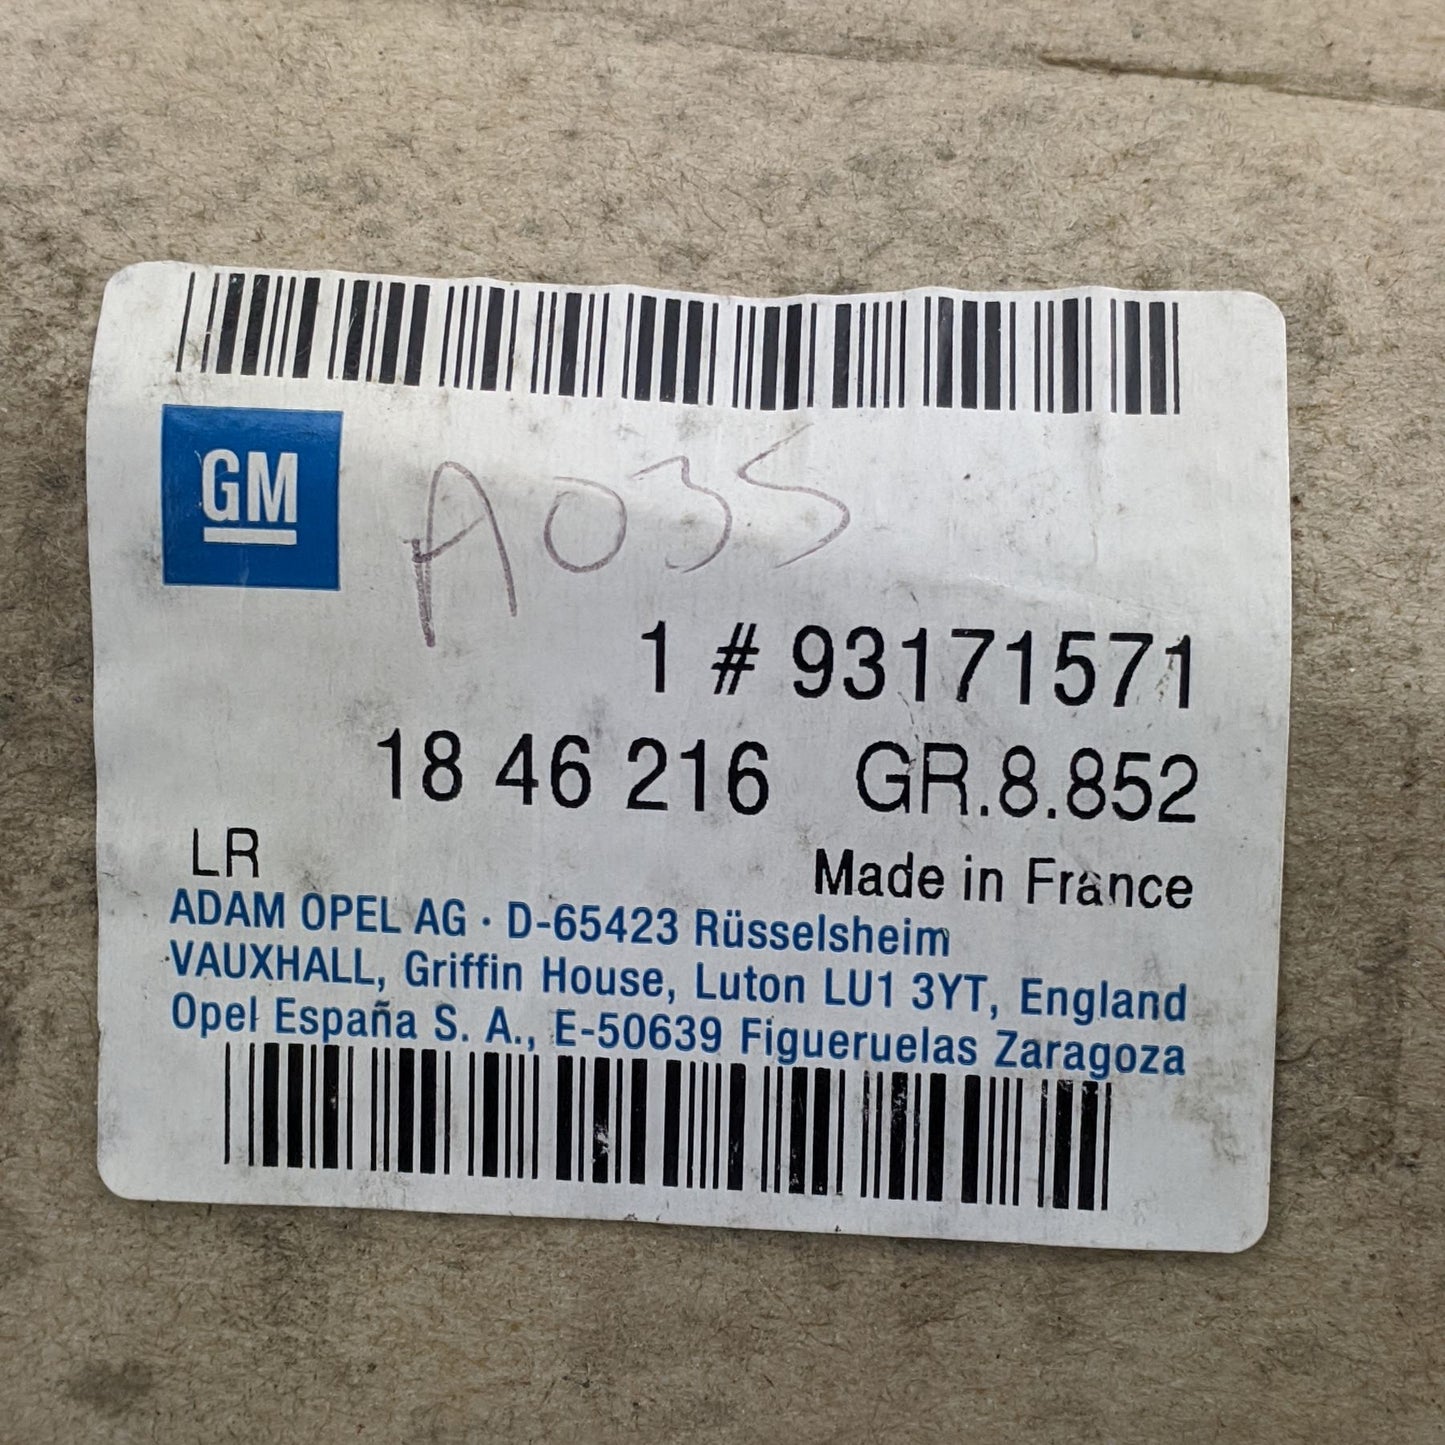 GM
A035
1 # 93171571
18 46 216 GR.8.852
LR
Made in France
ADAM OPEL AG · D-65423 Rüsselsheim
VAUXHALL, Griffin House, Luton LU1 3YT, England
Opel España S. A., E-50639 Figueruelas Zaragoza